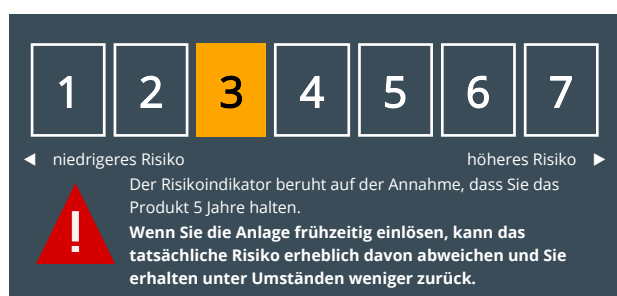 1 2 3 4 5 6 7
◀ niedrigeres Risiko höheres Risiko ▶
Der Risikoindikator beruht auf der Annahme, dass Sie das
Produkt 5 Jahre halten.
Wenn Sie die Anlage frühzeitig einlösen, kann das
tatsächliche Risiko erheblich davon abweichen und Sie
erhalten unter Umständen weniger zurück.
!